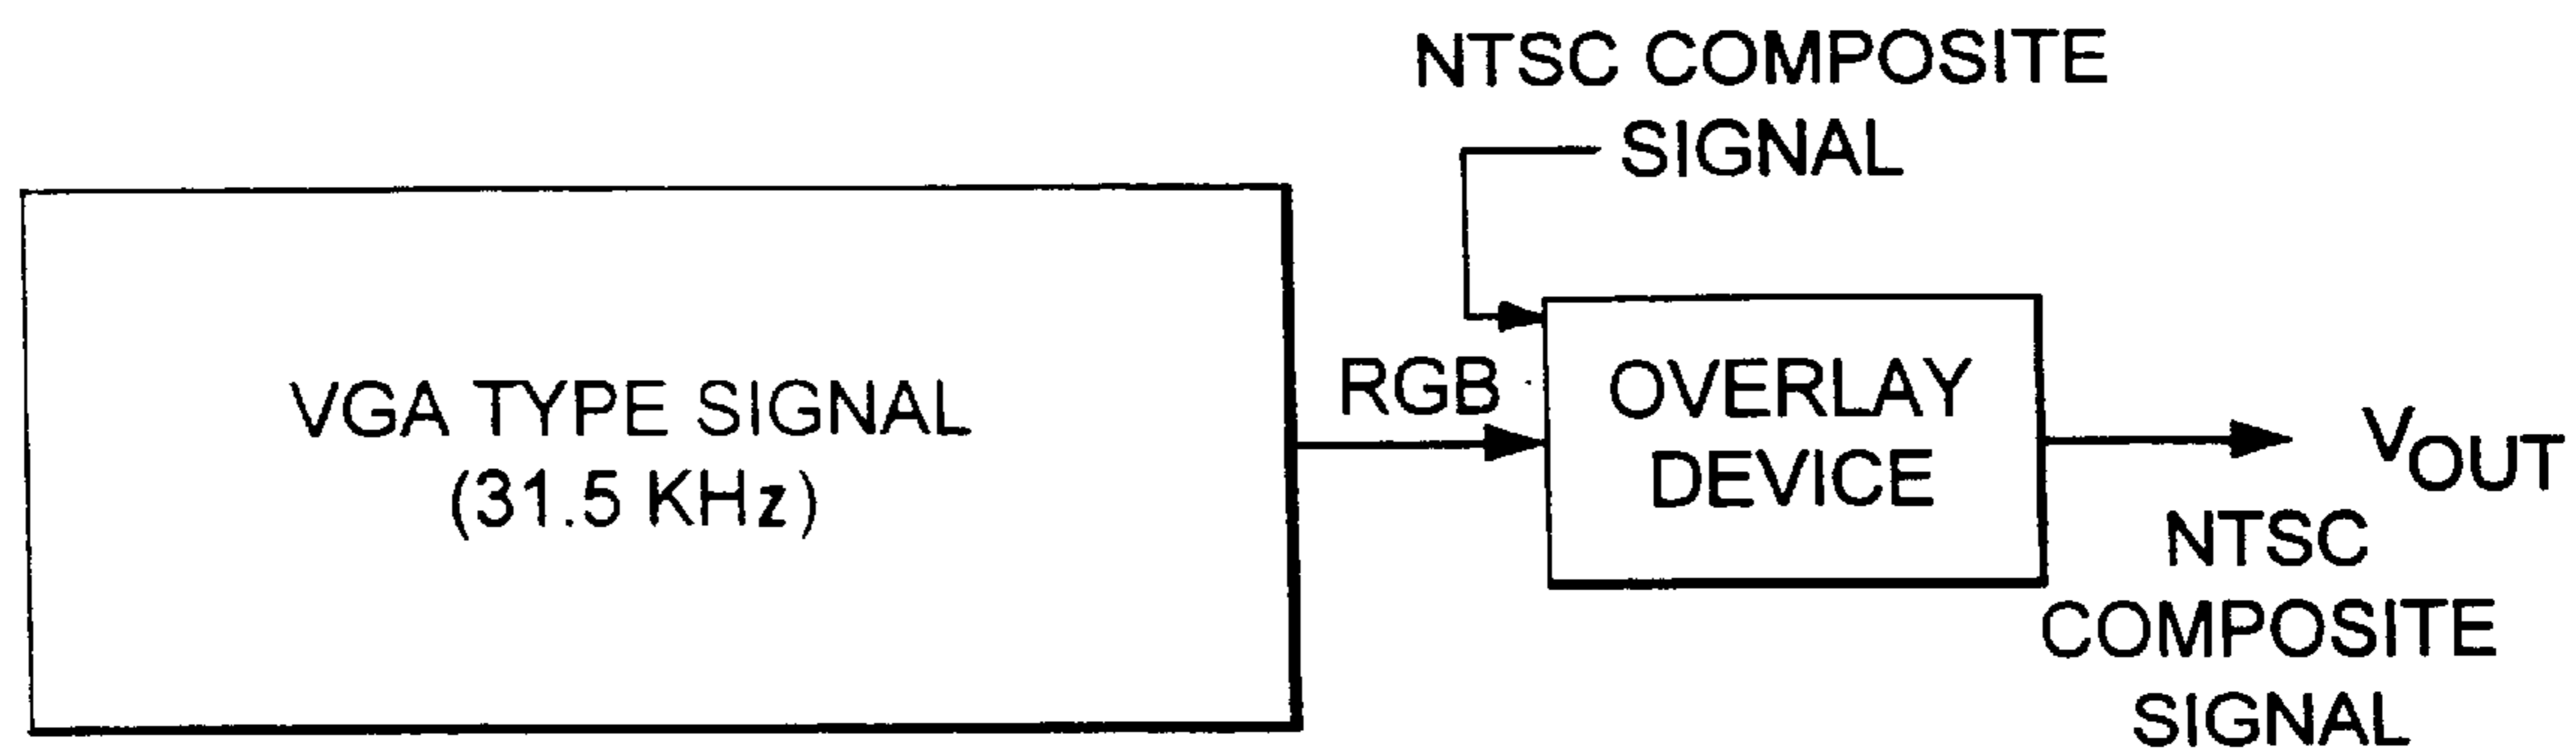 NTSC COMPOSITE
SIGNAL
VGA TYPE SIGNAL
(31.5 KHz)
RGB
OVERLAY
DEVICE
VOUT
NTSC
COMPOSITE
SIGNAL